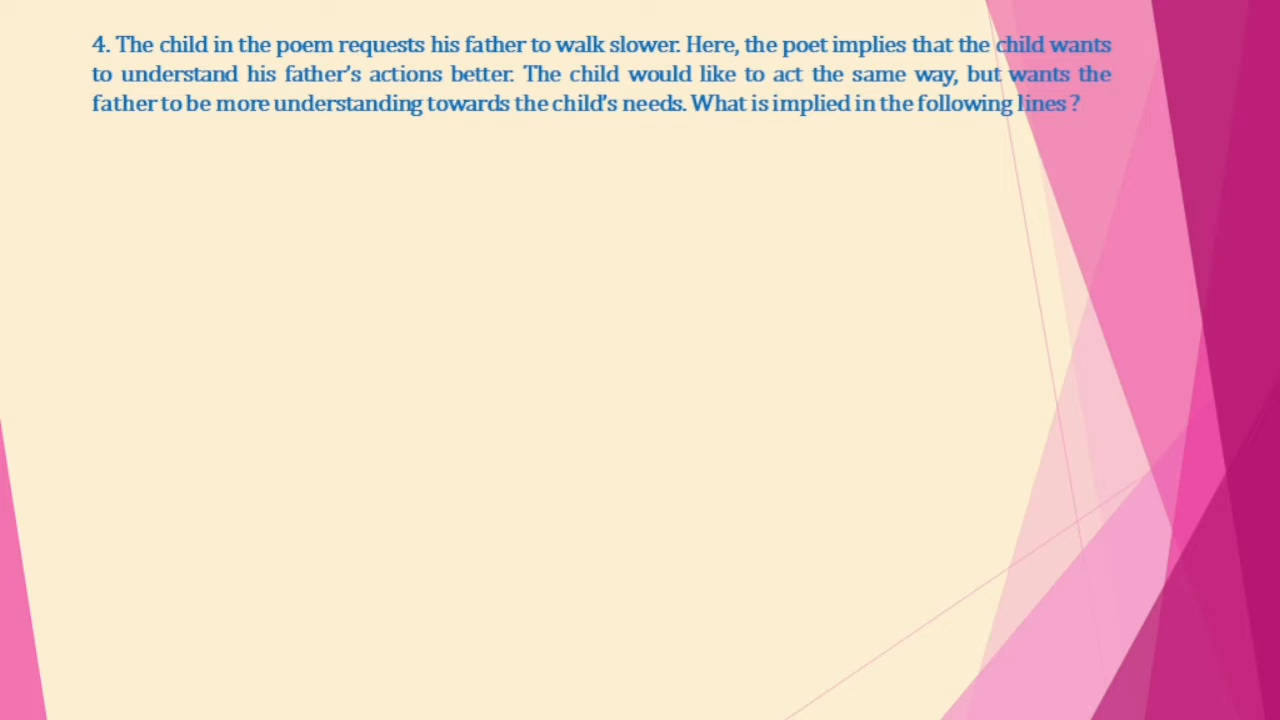 4. The child in the poem requests his father to walk slower. Here, the poet implies that the child wants
to understand his father's actions better. The child would like to act the same way, but wants the
father to be more understanding towards the child's needs. What is implied in the following lines ?